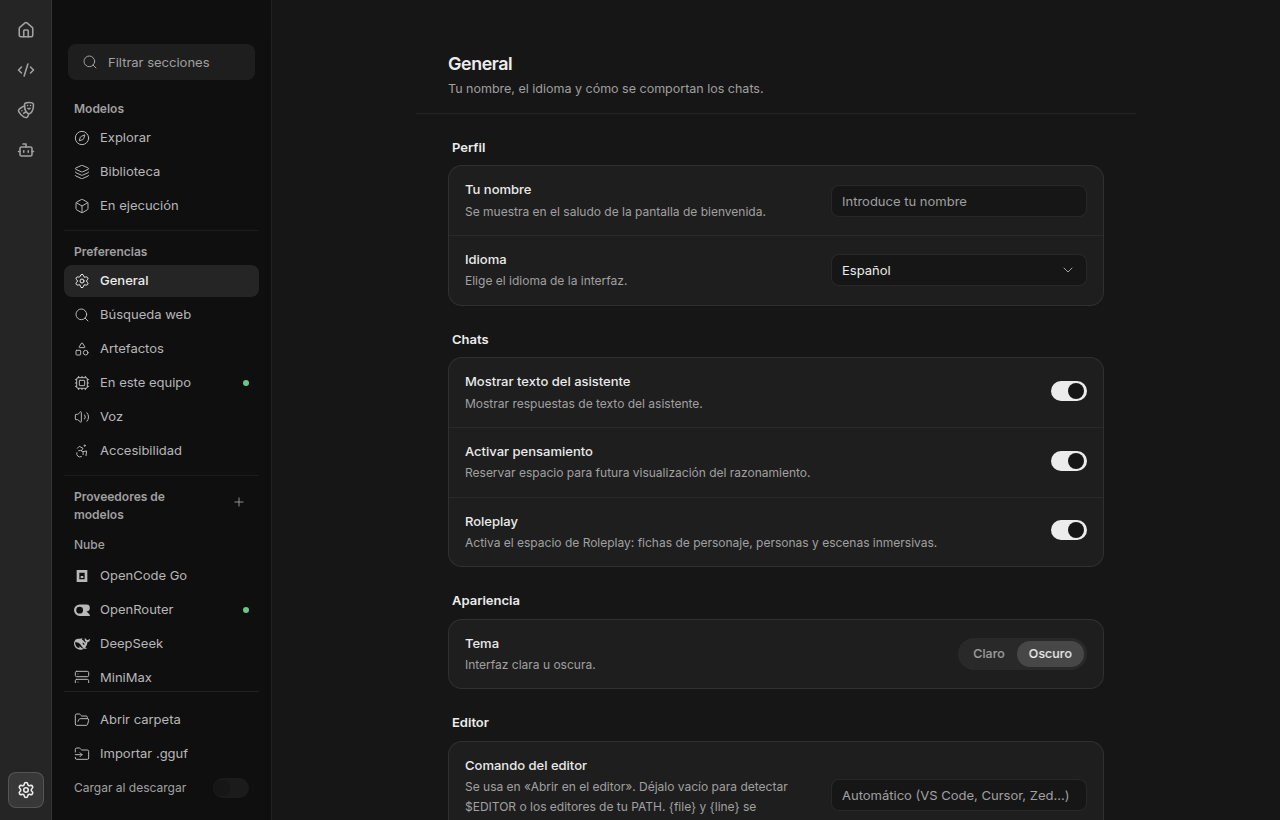 Filtrar secciones
Modelos
Explorar
Biblioteca
En ejecución
Preferencias
General
Búsqueda web
Artefactos
En este equipo
Voz
Accesibilidad
Proveedores de
modelos
Nube
OpenCode Go
OpenRouter
DeepSeek
MiniMax
Abrir carpeta
Importar .gguf
Cargar al descargar
General
Tu nombre, el idioma y cómo se comportan los chats.
Perfil
Tu nombre
Se muestra en el saludo de la pantalla de bienvenida.
Introduce tu nombre
Idioma
Elige el idioma de la interfaz.
Español
Chats
Mostrar texto del asistente
Mostrar respuestas de texto del asistente.
Activar pensamiento
Reservar espacio para futura visualización del razonamiento.
Roleplay
Activa el espacio de Roleplay: fichas de personaje, personas y escenas inmersivas.
Apariencia
Tema
Interfaz clara u oscura.
Claro
Oscuro
Editor
Comando del editor
Se usa en «Abrir en el editor». Déjalo vacío para detectar
$EDITOR o los editores de tu PATH. {file} y {line} se
Automático (VS Code, Cursor, Zed...)